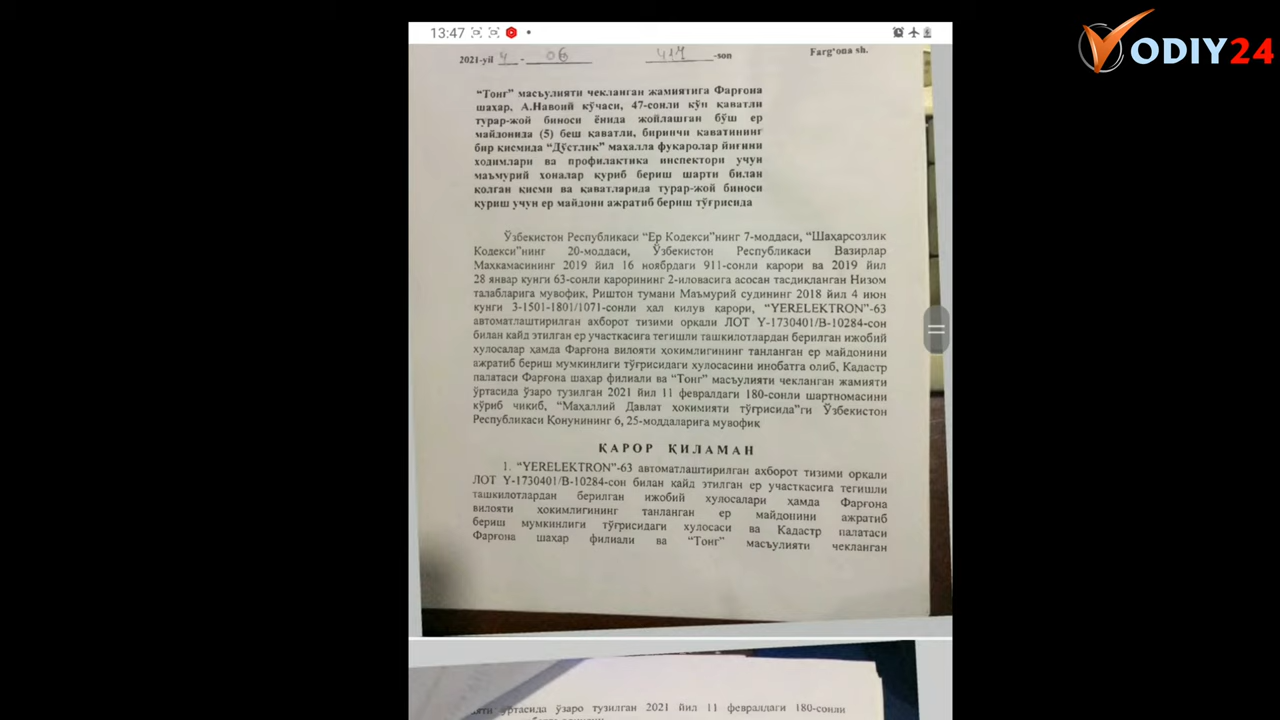 13:47
VODIY24
2021-yil 4 - 06 417 -son Farg‘ona sh.
“Тонг” масъулияти чекланган жамиятига Фарғона
шаҳар, А.Навоий кўчаси, 47-сонли кўп қаватли
турар-жой биноси ёнида жойлашган бўш ер
майдонида (5) беш қаватли, биринчи қаватининг
бир қисмида “Дўстлик” махалла фуқаролар йиғини
ходимлари ва профилактика инспектори учун
маъмурий хоналар қуриб бериш шарти билан
қолган қисми ва қаватларида турар-жой биноси
қуриш учун ер майдони ажратиб бериш тўғрисида
Ўзбекистон Республикаси “Ер Кодекси”нинг 7-моддаси, “Шаҳарсозлик
Кодекси”нинг 20-моддаси, Ўзбекистон Республикаси Вазирлар
Маҳкамасининг 2019 йил 16 ноябрдаги 911-сонли қарори ва 2019 йил
28 январ кунги 63-сонли қарорининг 2-иловасига асосан тасдиқланган Низом
талабларига мувофиқ, Риштон тумани Маъмурий судининг 2018 йил 4 июн
кунги 3-1501-1801/1071-сонли ҳал қилув қарори, “YERELEKTRON”-63
автоматлаштирилган ахборот тизими орқали ЛОТ Y-1730401/B-10284-сон
билан қайд этилган ер участкасига тегишли ташкилотлардан берилган ижобий
хулосалар ҳамда Фарғона вилояти ҳокимлигининг танланган ер майдонини
ажратиб бериш мумкинлиги тўғрисидаги хулосасини инобатга олиб, Кадастр
палатаси Фарғона шаҳар филиали ва “Тонг” масъулияти чекланган жамияти
ўртасида ўзаро тузилган 2021 йил 11 февралдаги 180-сонли шартномасини
кўриб чиқиб, “Маҳаллий Давлат ҳокимияти тўғрисида”ги Ўзбекистон
Республикаси Қонунининг 6, 25-моддаларига мувофиқ
ҚАРОР ҚИЛАМАН
1. “YERELEKTRON”-63 автоматлаштирилган ахборот тизими орқали
ЛОТ Y-1730401/B-10284-сон билан қайд этилган ер участкасига тегишли
ташкилотлардан берилган ижобий хулосалари ҳамда Фарғона
вилояти ҳокимлигининг танланган ер майдонини ажратиб
бериш мумкинлиги тўғрисидаги хулосаси ва Кадастр палатаси
Фарғона шаҳар филиали ва “Тонг” масъулияти чекланган
ўртасида ўзаро тузилган 2021 йил 11 февралдаги 180-сонли